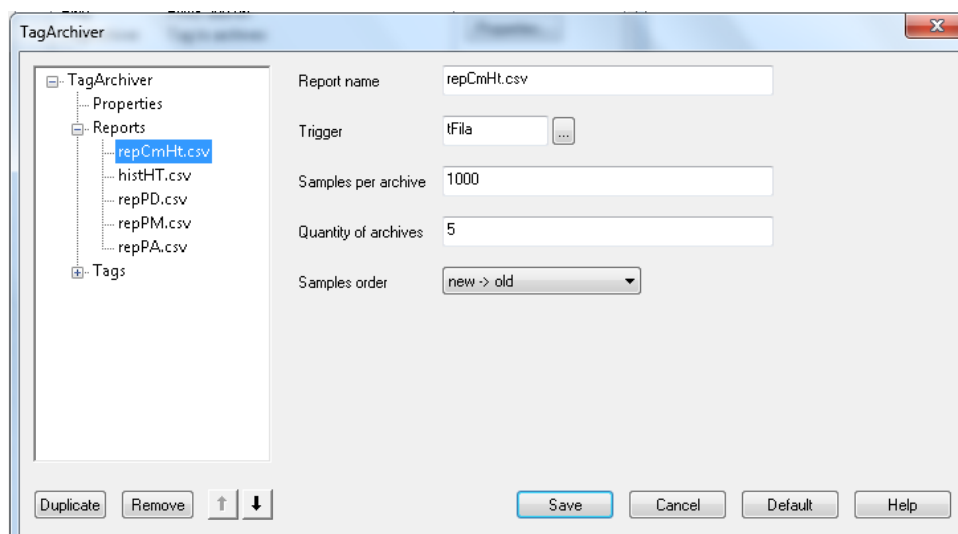 TagArchiver
TagArchiver
Properties
Reports
repCmHt.csv
histHT.csv
repPD.csv
repPM.csv
repPA.csv
Tags
Report name repCmHt.csv
Trigger tFila ...
Samples per archive 1000
Quantity of archives 5
Samples order new -> old
Duplicate Remove Save Cancel Default Help